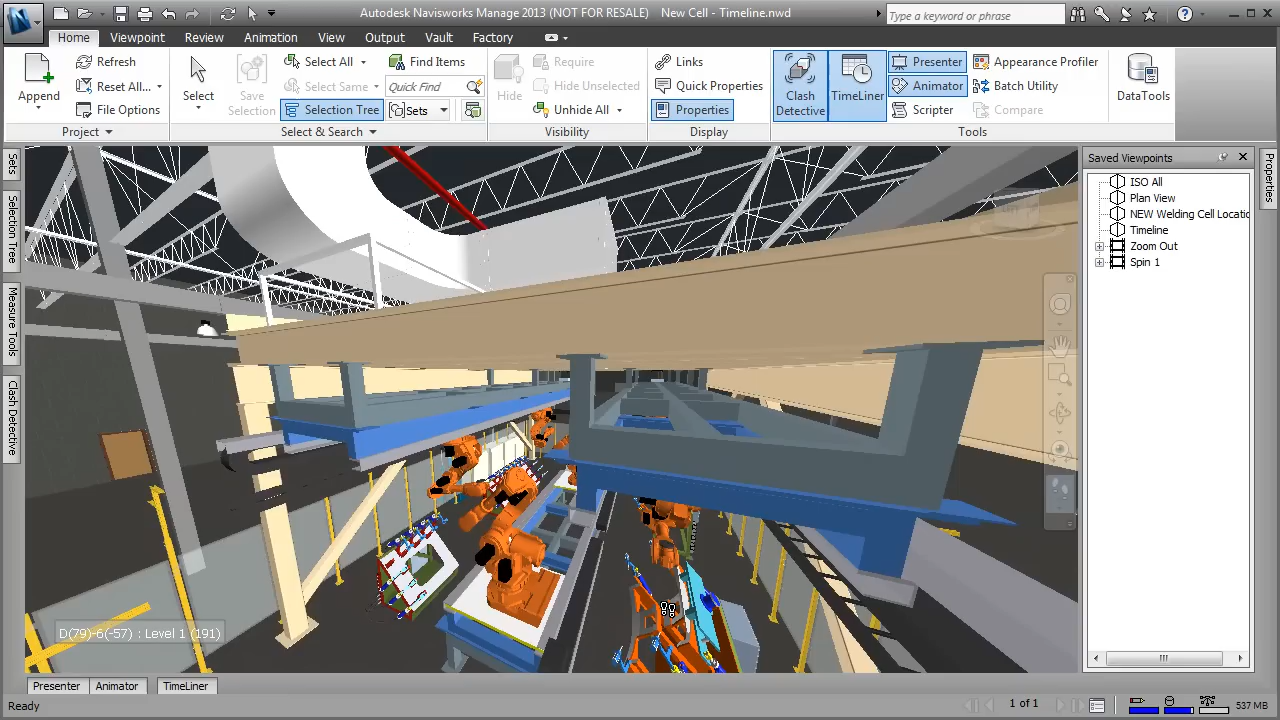 Autodesk Navisworks Manage 2013 (NOT FOR RESALE) New Cell - Timeline.nwd
Type a keyword or phrase
Home Viewpoint Review Animation View Output Vault Factory
Append
Refresh
Reset All...
File Options
Project
Select
Save Selection
Select All
Select Same
Selection Tree
Find Items
Quick Find
Sets
Select & Search
Hide
Require
Hide Unselected
Unhide All
Visibility
Links
Quick Properties
Properties
Display
Clash Detective
TimeLiner
Presenter
Animator
Scripter
Appearance Profiler
Batch Utility
Compare
Tools
DataTools
Sets
Selection Tree
Measure Tools
Clash Detective
Saved Viewpoints
ISO All
Plan View
NEW Welding Cell Locatio
Timeline
Zoom Out
Spin 1
Properties
D(79)-6(-57) : Level 1 (191)
Presenter Animator TimeLiner
Ready
1 of 1
537 MB